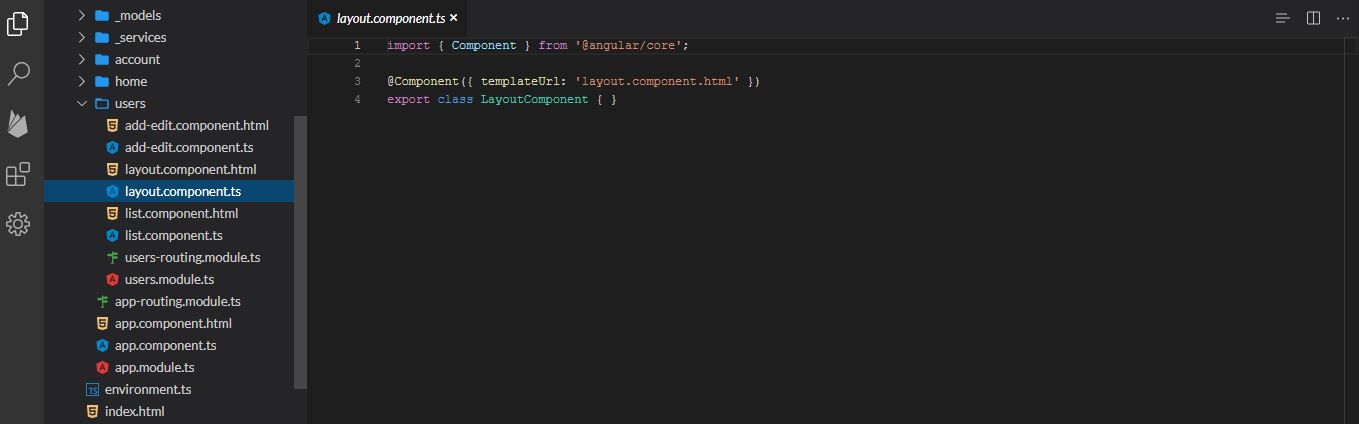 _models
_services
account
home
users
add-edit.component.html
add-edit.component.ts
layout.component.html
layout.component.ts
list.component.html
list.component.ts
users-routing.module.ts
users.module.ts
app-routing.module.ts
app.component.html
app.component.ts
app.module.ts
TS environment.ts
index.html
layout.component.ts ×
1 import { Component } from '@angular/core';
2
3 @Component({ templateUrl: 'layout.component.html' })
4 export class LayoutComponent { }